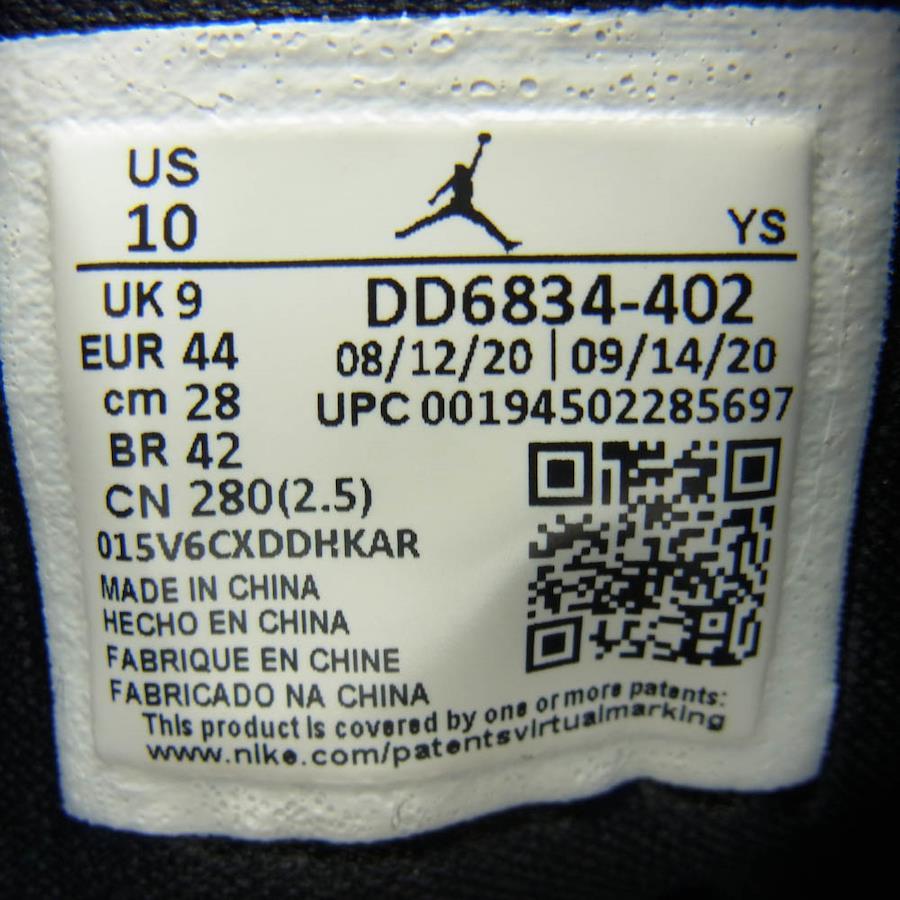 US
10
YS
UK 9
DD6834-402
EUR 44
08/12/20 | 09/14/20
cm 28
UPC 00194502285697
BR 42
CN 280(2.5)
015V6CXDDHKAR
MADE IN CHINA
HECHO EN CHINA
FABRIQUE EN CHINE
FABRICADO NA CHINA
This product is covered by one or more patents:
www.nike.com/patentsvirtualmarking